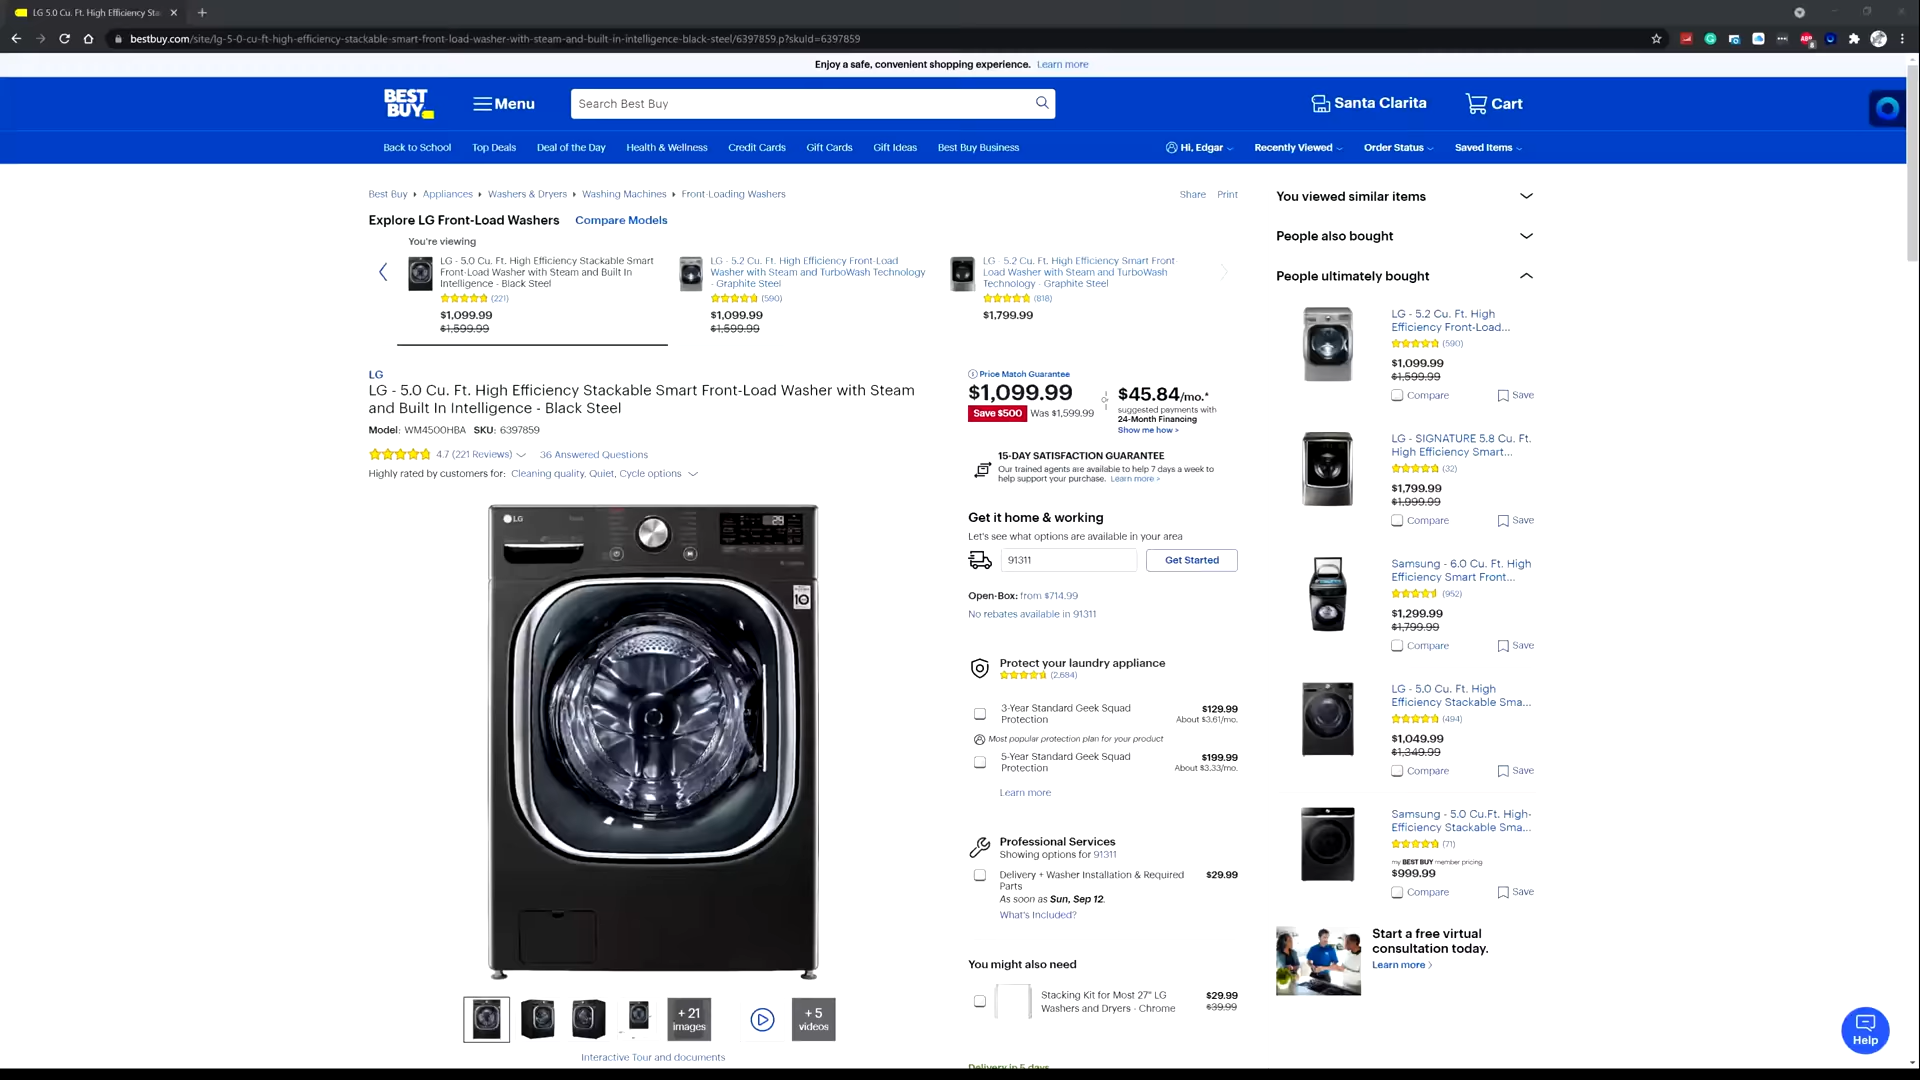 LG 5.0 Cu. Ft. High Efficiency Sta
bestbuy.com/site/lg-5-0-cu-ft-high-efficiency-stackable-smart-front-load-washer-with-steam-and-built-in-intelligence-black-steel/6397859.p?skuId=6397859
Enjoy a safe, convenient shopping experience. Learn more
BEST BUY
Menu
Search Best Buy
Santa Clarita
Cart
Back to School
Top Deals
Deal of the Day
Health & Wellness
Credit Cards
Gift Cards
Gift Ideas
Best Buy Business
Hi, Edgar
Recently Viewed
Order Status
Saved Items
Best Buy
Appliances
Washers & Dryers
Washing Machines
Front-Loading Washers
Share
Print
Explore LG Front-Load Washers
Compare Models
You're viewing
LG - 5.0 Cu. Ft. High Efficiency Stackable Smart
Front-Load Washer with Steam and Built In
Intelligence - Black Steel
(221)
$1,099.99
$1,599.99
LG - 5.2 Cu. Ft. High Efficiency Front-Load
Washer with Steam and TurboWash Technology
- Graphite Steel
(590)
$1,099.99
$1,599.99
LG - 5.2 Cu. Ft. High Efficiency Smart Front-
Load Washer with Steam and TurboWash
Technology - Graphite Steel
(818)
$1,799.99
LG
LG - 5.0 Cu. Ft. High Efficiency Stackable Smart Front-Load Washer with Steam
and Built In Intelligence - Black Steel
Model: WM4500HBA SKU: 6397859
4.7 (221 Reviews)
36 Answered Questions
Highly rated by customers for: Cleaning quality, Quiet, Cycle options
LG
29
10
+ 21
images
+ 5
videos
Interactive Tour and documents
Price Match Guarantee
$1,099.99
Save $500 Was $1,599.99
or
$45.84/mo.*
suggested payments with
24-Month Financing
Show me how >
15-DAY SATISFACTION GUARANTEE
Our trained agents are available to help 7 days a week to
help support your purchase. Learn more >
Get it home & working
Let's see what options are available in your area
91311
Get Started
Open-Box: from $714.99
No rebates available in 91311
Protect your laundry appliance
(2,684)
3-Year Standard Geek Squad
Protection
$129.99
About $3.61/mo.
Most popular protection plan for your product
5-Year Standard Geek Squad
Protection
$199.99
About $3.33/mo.
Learn more
Professional Services
Showing options for 91311
Delivery + Washer Installation & Required
Parts
$29.99
As soon as Sun, Sep 12.
What's Included?
You might also need
Stacking Kit for Most 27" LG
Washers and Dryers - Chrome
$29.99
$39.99
Delivery in 5 days
You viewed similar items
People also bought
People ultimately bought
LG - 5.2 Cu. Ft. High
Efficiency Front-Load...
(590)
$1,099.99
$1,599.99
Compare
Save
LG - SIGNATURE 5.8 Cu. Ft.
High Efficiency Smart...
(32)
$1,799.99
$1,999.99
Compare
Save
Samsung - 6.0 Cu. Ft. High
Efficiency Smart Front...
(952)
$1,299.99
$1,799.99
Compare
Save
LG - 5.0 Cu. Ft. High
Efficiency Stackable Sma...
(494)
$1,049.99
$1,349.99
Compare
Save
Samsung - 5.0 Cu.Ft. High-
Efficiency Stackable Sma...
(71)
my BEST BUY member pricing
$999.99
Compare
Save
Start a free virtual
consultation today.
Learn more >
Help